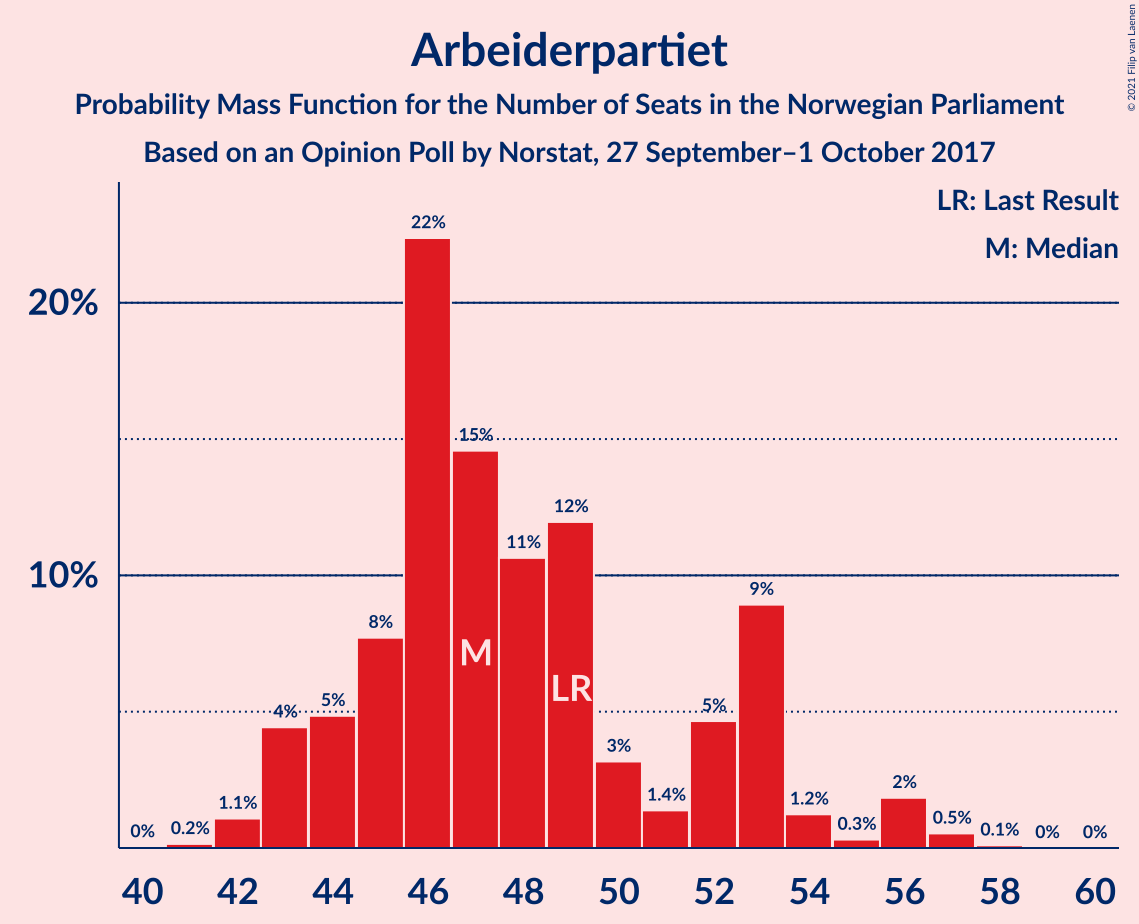 Arbeiderpartiet
Probability Mass Function for the Number of Seats in the Norwegian Parliament
Based on an Opinion Poll by Norstat, 27 September–1 October 2017
© 2021 Filip van Laenen
LR: Last Result
M: Median
20%
10%
0% 0.2% 1.1% 4% 5% 8% 22% 15% 11% 12% 3% 1.4% 5% 9% 1.2% 0.3% 2% 0.5% 0.1% 0% 0%
M
LR
40 42 44 46 48 50 52 54 56 58 60